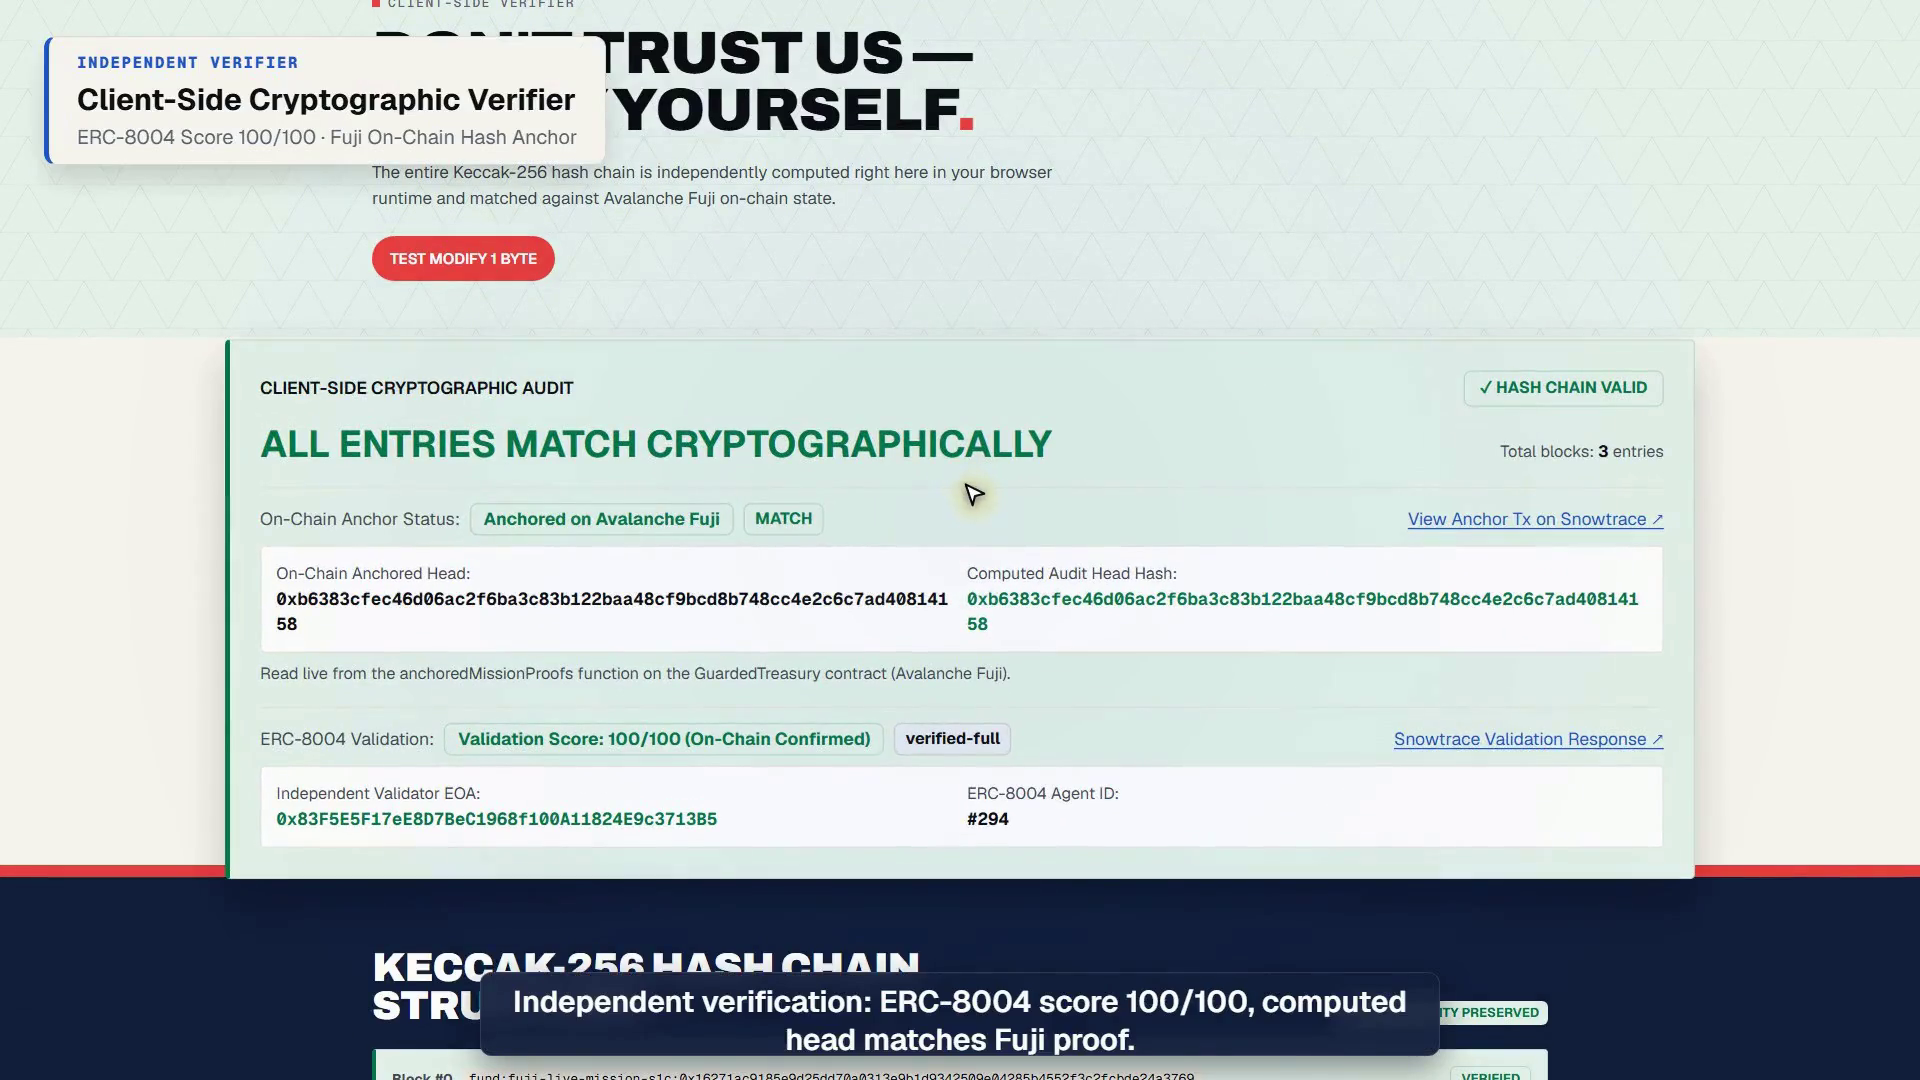 CLIENT-SIDE VERIFIER
INDEPENDENT VERIFIER
Client-Side Cryptographic Verifier
ERC-8004 Score 100/100 · Fuji On-Chain Hash Anchor
TRUST US —
YOURSELF.
The entire Keccak-256 hash chain is independently computed right here in your browser
runtime and matched against Avalanche Fuji on-chain state.
TEST MODIFY 1 BYTE
CLIENT-SIDE CRYPTOGRAPHIC AUDIT
✓ HASH CHAIN VALID
ALL ENTRIES MATCH CRYPTOGRAPHICALLY
Total blocks: 3 entries
On-Chain Anchor Status: Anchored on Avalanche Fuji MATCH
View Anchor Tx on Snowtrace ↗
On-Chain Anchored Head:
0xb6383cfec46d06ac2f6ba3c83b122baa48cf9bcd8b748cc4e2c6c7ad408141
58
Computed Audit Head Hash:
0xb6383cfec46d06ac2f6ba3c83b122baa48cf9bcd8b748cc4e2c6c7ad408141
58
Read live from the anchoredMissionProofs function on the GuardedTreasury contract (Avalanche Fuji).
ERC-8004 Validation: Validation Score: 100/100 (On-Chain Confirmed) verified-full
Snowtrace Validation Response ↗
Independent Validator EOA:
0x83F5E5F17eE8D7BeC1968f100A11824E9c3713B5
ERC-8004 Agent ID:
#294
KECCAK-256 HASH CHAIN
PRESERVED
Independent verification: ERC-8004 score 100/100, computed
head matches Fuji proof.
Block #0
VERIFIED